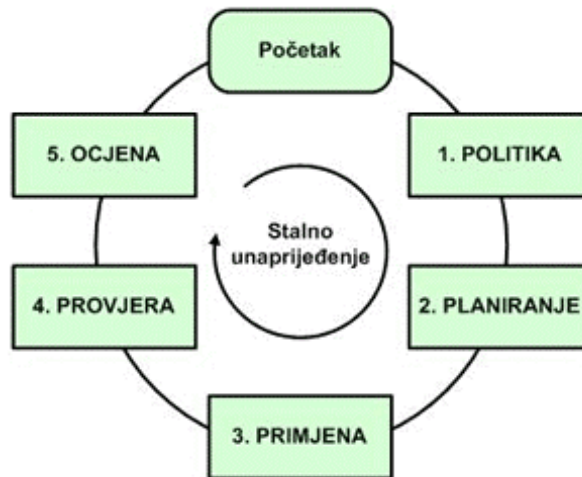 Početak
1. POLITIKA
2. PLANIRANJE
3. PRIMJENA
4. PROVJERA
5. OCJENA
Stalno
unaprijeđenje